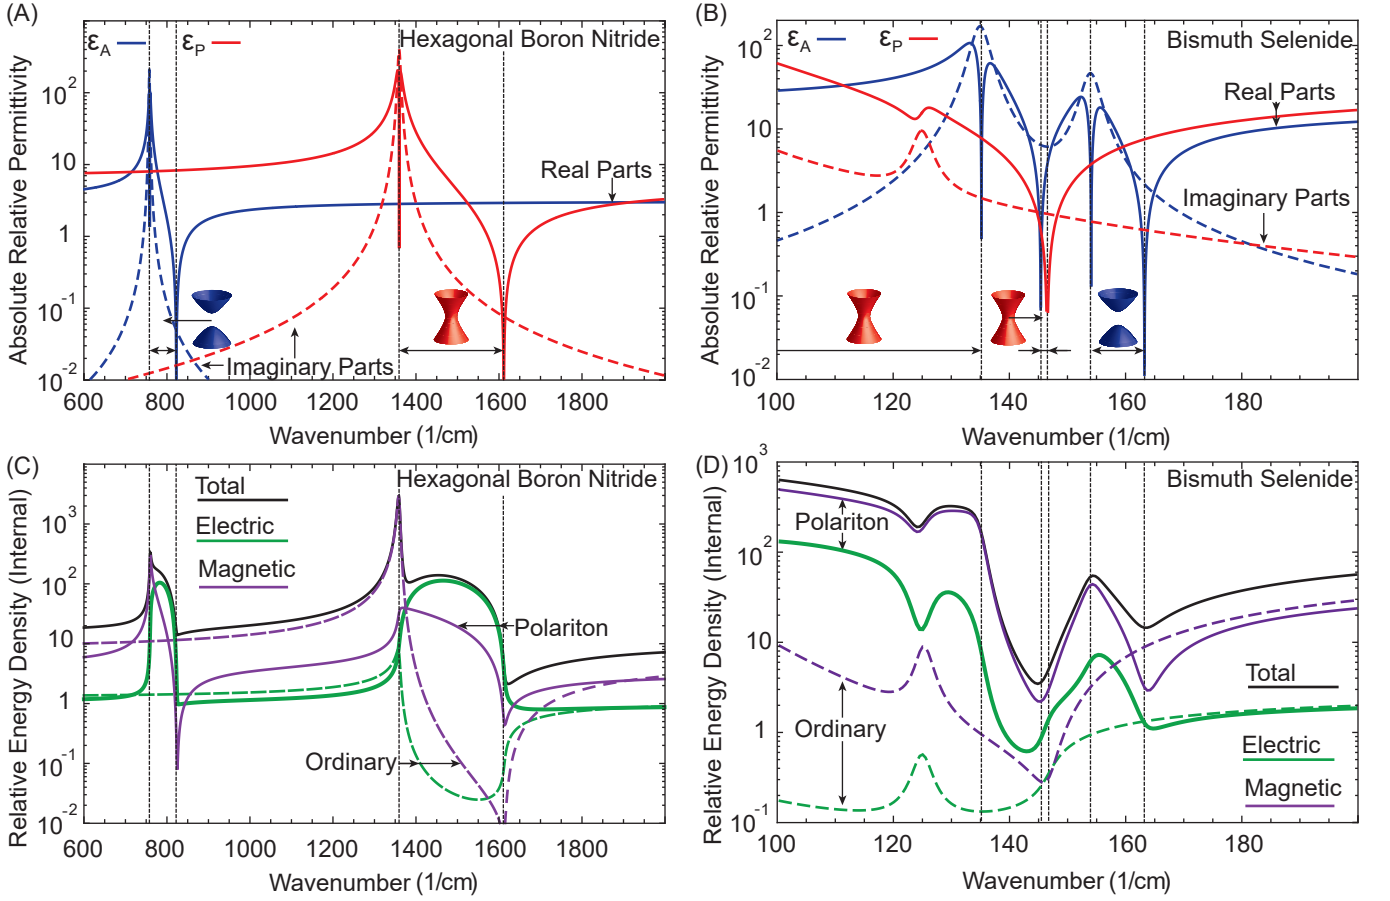 (A)
εA
εP
Hexagonal Boron Nitride
Absolute Relative Permittivity
10^2
10
1
10^-1
10^-2
Real Parts
Imaginary Parts
600
800
1000
1200
1400
1600
1800
Wavenumber (1/cm)
(B)
εA
εP
Bismuth Selenide
Absolute Relative Permittivity
10^2
10^1
10^0
10^-1
10^-2
Real Parts
Imaginary Parts
100
120
140
160
180
Wavenumber (1/cm)
(C)
Hexagonal Boron Nitride
Total
Electric
Magnetic
Relative Energy Density (Internal)
10^3
10^2
10
1
10^-1
10^-2
Polariton
Ordinary
600
800
1000
1200
1400
1600
1800
Wavenumber (1/cm)
(D)
Bismuth Selenide
Relative Energy Density (Internal)
10^3
10^2
10^1
10^0
10^-1
Polariton
Ordinary
Total
Electric
Magnetic
100
120
140
160
180
Wavenumber (1/cm)